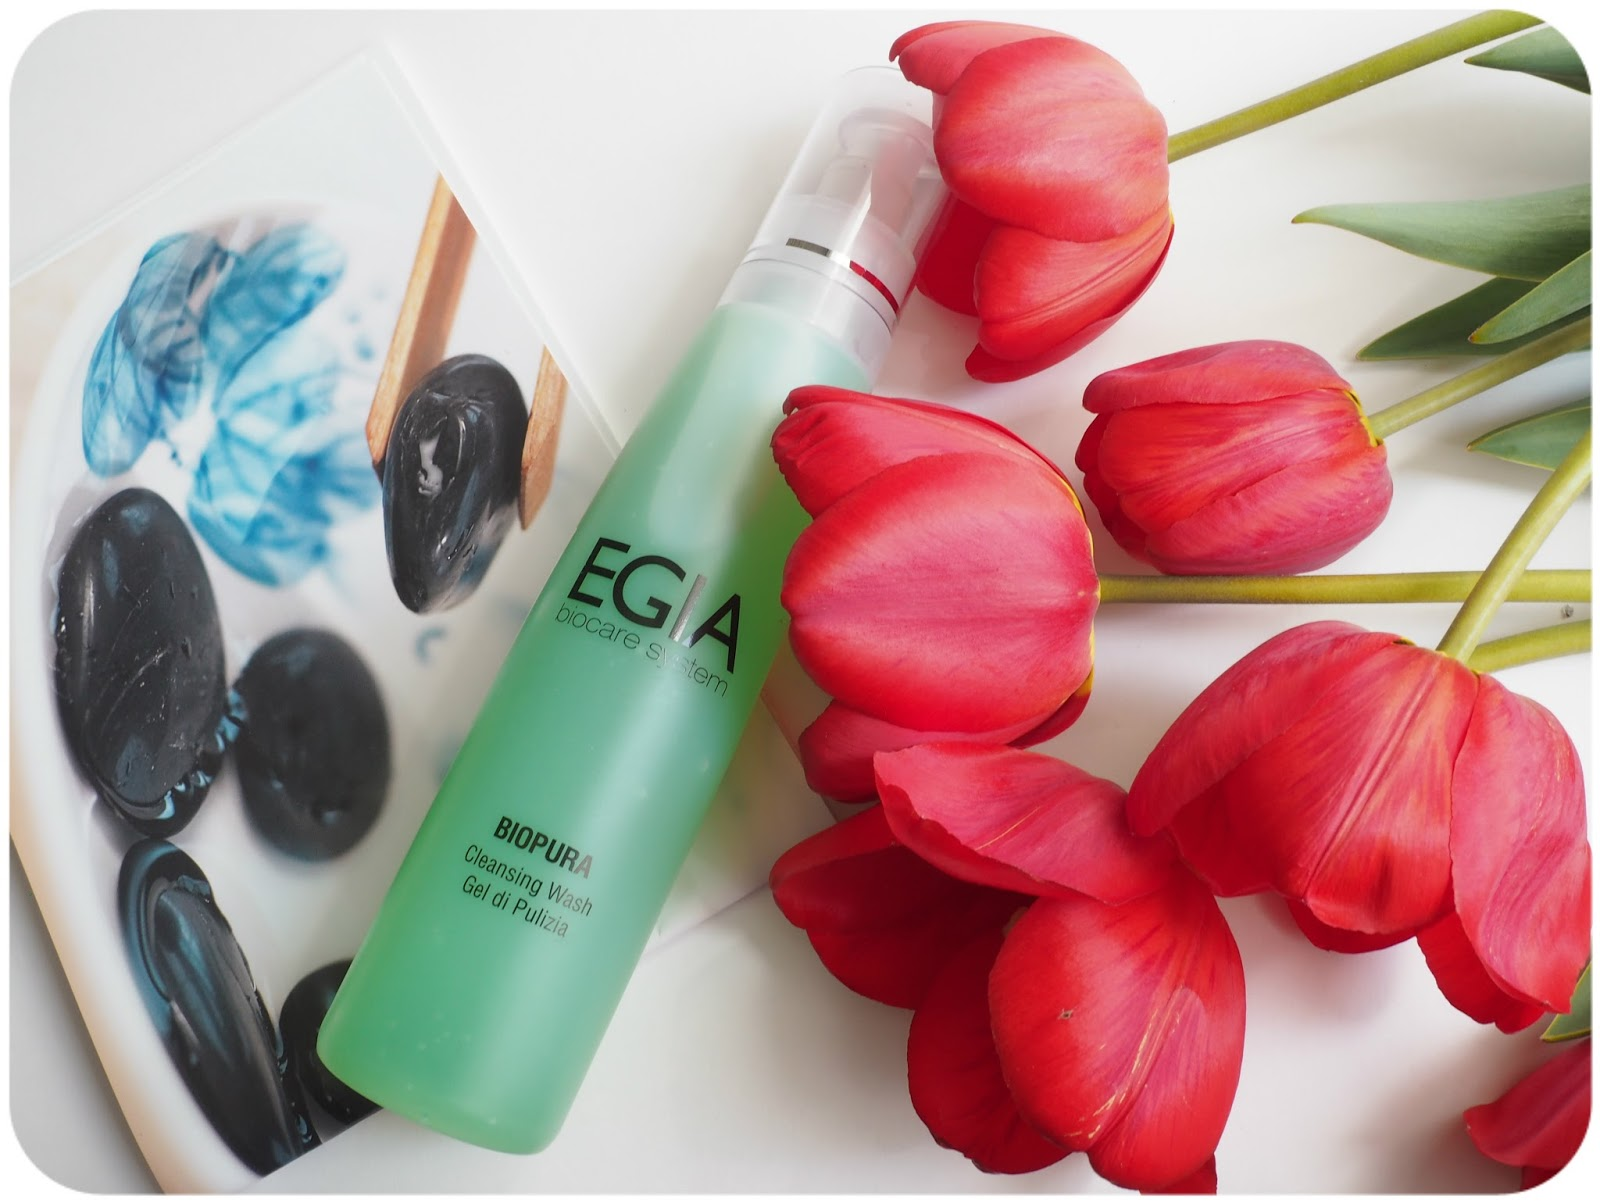 EGIA
biocare system
BIOPURA
Cleansing Wash
Gel di Pulizia